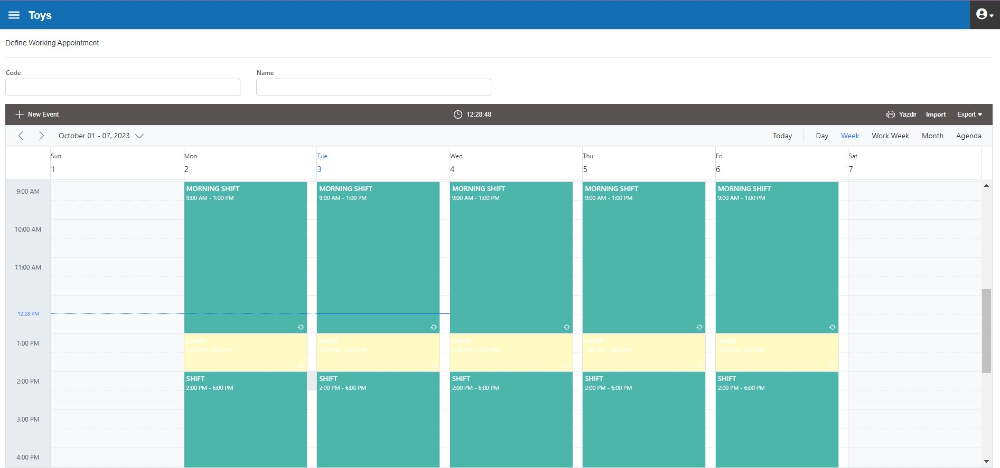 Toys
Define Working Appointment
Code Name
New Event 12:28:48 Yazdir Import Export
October 01 - 07, 2023 Today Day Week Work Week Month Agenda
Sun Mon Tue Wed Thu Fri Sat
1 2 3 4 5 6 7
9:00 AM MORNING SHIFT MORNING SHIFT MORNING SHIFT MORNING SHIFT MORNING SHIFT
9:00 AM - 1:00 PM 9:00 AM - 1:00 PM 9:00 AM - 1:00 PM 9:00 AM - 1:00 PM 9:00 AM - 1:00 PM
10:00 AM
11:00 AM
12:28 PM
1:00 PM Lunch Lunch Lunch Lunch Lunch
1:00 PM - 2:00 PM 1:00 PM - 2:00 PM 1:00 PM - 2:00 PM 1:00 PM - 2:00 PM 1:00 PM - 2:00 PM
2:00 PM SHIFT SHIFT SHIFT SHIFT SHIFT
2:00 PM - 6:00 PM 2:00 PM - 6:00 PM 2:00 PM - 6:00 PM 2:00 PM - 6:00 PM 2:00 PM - 6:00 PM
3:00 PM
4:00 PM